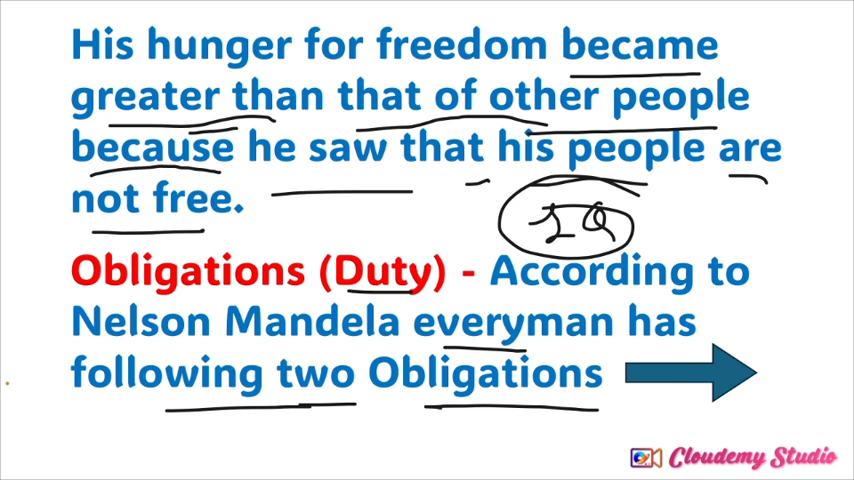 His hunger for freedom became
greater than that of other people
because he saw that his people are
not free.
Obligations (Duty) - According to
Nelson Mandela everyman has
following two Obligations
Cloudemy Studio